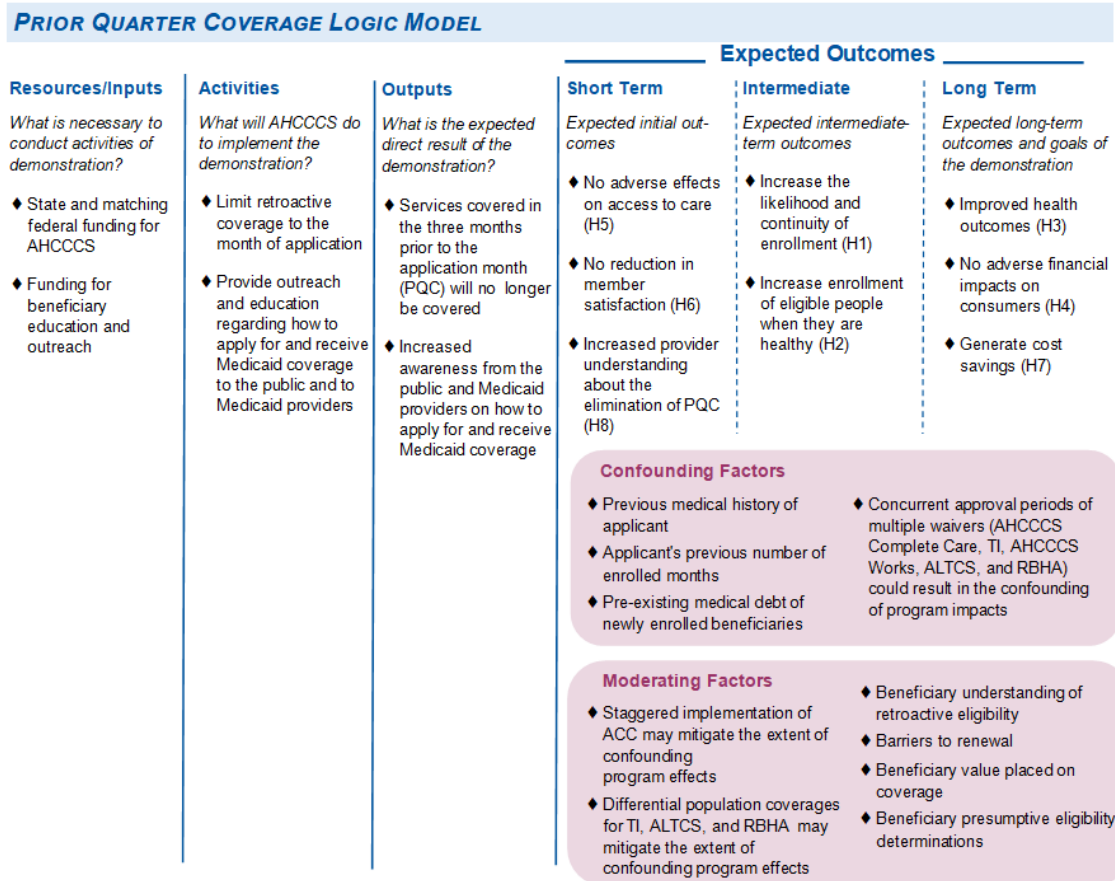 PRIOR QUARTER COVERAGE LOGIC MODEL
Expected Outcomes
Resources/Inputs
What is necessary to
conduct activities of
demonstration?
♦ State and matching
federal funding for
AHCCCS
♦ Funding for
beneficiary
education and
outreach
Activities
What will AHCCCS do
to implement the
demonstration?
♦ Limit retroactive
coverage to the
month of application
♦ Provide outreach
and education
regarding how to
apply for and receive
Medicaid coverage
to the public and to
Medicaid providers
Outputs
What is the expected
direct result of the
demonstration?
♦ Services covered in
the three months
prior to the
application month
(PQC) will no longer
be covered
♦ Increased
awareness from the
public and Medicaid
providers on how to
apply for and receive
Medicaid coverage
Short Term
Expected initial out-
comes
♦ No adverse effects
on access to care
(H5)
♦ No reduction in
member
satisfaction (H6)
♦ Increased provider
understanding
about the
elimination of PQC
(H8)
Intermediate
Expected intermediate-
term outcomes
♦ Increase the
likelihood and
continuity of
enrollment (H1)
♦ Increase enrollment
of eligible people
when they are
healthy (H2)
Long Term
Expected long-term
outcomes and goals of
the demonstration
♦ Improved health
outcomes (H3)
♦ No adverse financial
impacts on
consumers (H4)
♦ Generate cost
savings (H7)
Confounding Factors
♦ Previous medical history of
applicant
♦ Applicant's previous number of
enrolled months
♦ Pre-existing medical debt of
newly enrolled beneficiaries
♦ Concurrent approval periods of
multiple waivers (AHCCCS
Complete Care, TI, AHCCCS
Works, ALTCS, and RBHA)
could result in the confounding
of program impacts
Moderating Factors
♦ Staggered implementation of
ACC may mitigate the extent of
confounding
program effects
♦ Differential population coverages
for TI, ALTCS, and RBHA may
mitigate the extent of
confounding program effects
♦ Beneficiary understanding of
retroactive eligibility
♦ Barriers to renewal
♦ Beneficiary value placed on
coverage
♦ Beneficiary presumptive eligibility
determinations